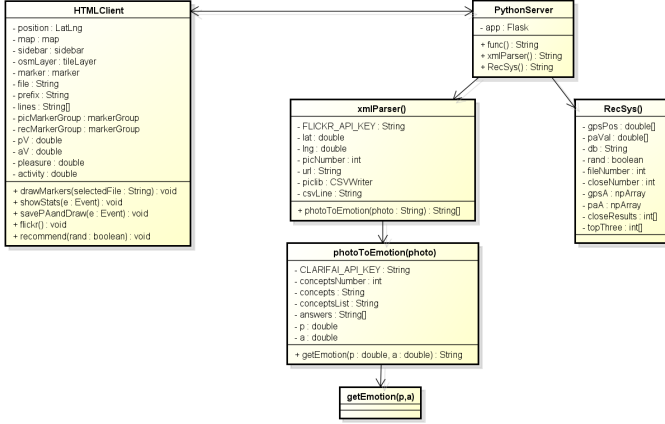 HTMLClient
- position : LatLng
- map : map
- sidebar : sidebar
- osmLayer : tileLayer
- marker : marker
- file : String
- prefix : String
- lines : String[]
- picMarkerGroup : markerGroup
- recMarkerGroup : markerGroup
- pV : double
- aV : double
- pleasure : double
- activity : double
+ drawMarkers(selectedFile : String) : void
+ showStats(e : Event) : void
+ savePAandDraw(e : Event) : void
+ flickr() : void
+ recommend(rand : boolean) : void
PythonServer
- app : Flask
+ func() : String
+ xmlParser() : String
+ RecSys() : String
xmlParser()
- FLICKR_API_KEY : String
- lat : double
- lng : double
- picNumber : int
- url : String
- piclib : CSVWriter
- csvLine : String
+ photoToEmotion(photo : String) : String[]
RecSys()
- gpsPos : double[]
- paVal : double[]
- db : String
- rand : boolean
- fileNumber : int
- closeNumber : int
- gpsA : npArray
- paA : npArray
- closeResults : int[]
- topThree : int[]
photoToEmotion(photo)
- CLARIFAI_API_KEY : String
- conceptsNumber : int
- concepts : String
- conceptsList : String
- answers : String[]
- p : double
- a : double
+ getEmotion(p : double, a : double) : String
getEmotion(p,a)